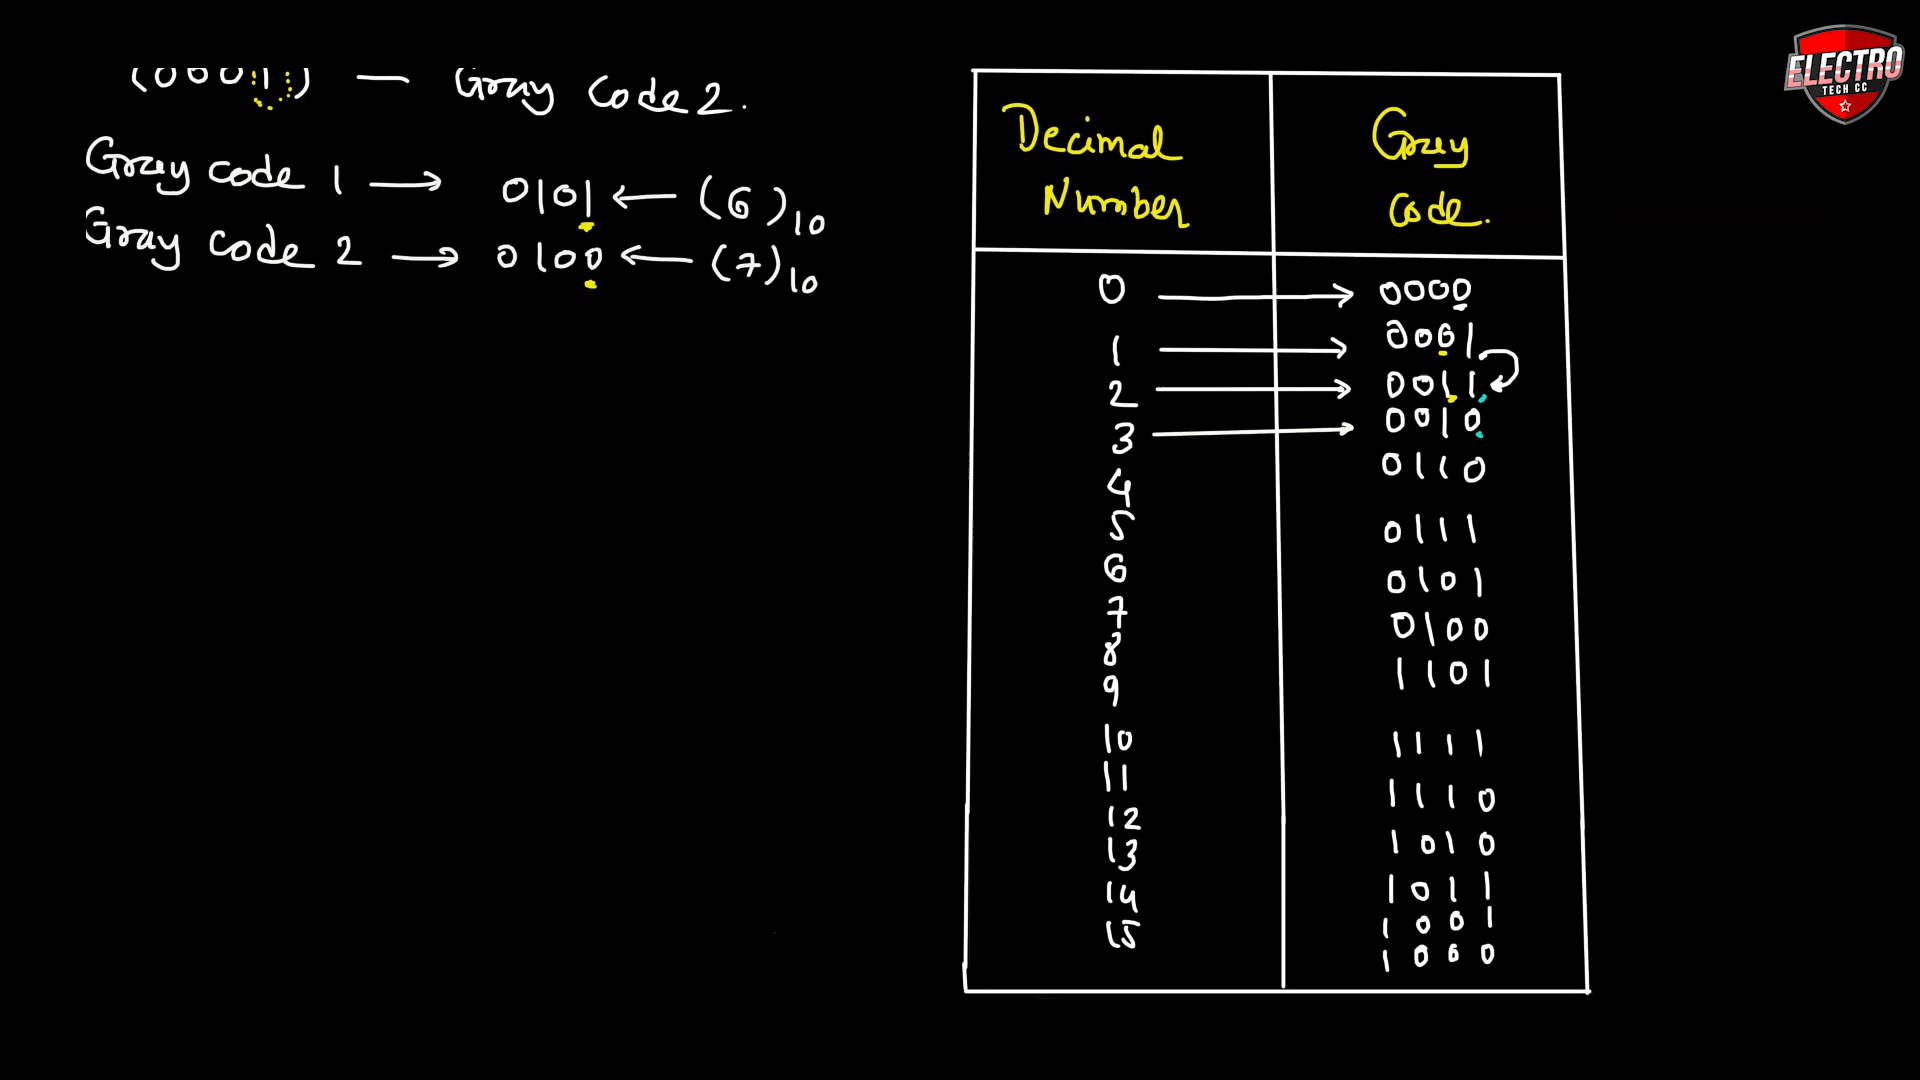 (0001) — Gray Code 2.
Gray code 1 → 0101 ← (6)10
Gray code 2 → 0100 ← (7)10
Decimal Number
Gray Code.
0 → 0000
1 → 0001
2 → 0011
3 → 0010
4 0110
5 0111
6 0101
7 0100
8 1101
9
10 1111
11 1110
12 1010
13 1011
14 1001
15 1000
ELECTRO
TECH CC